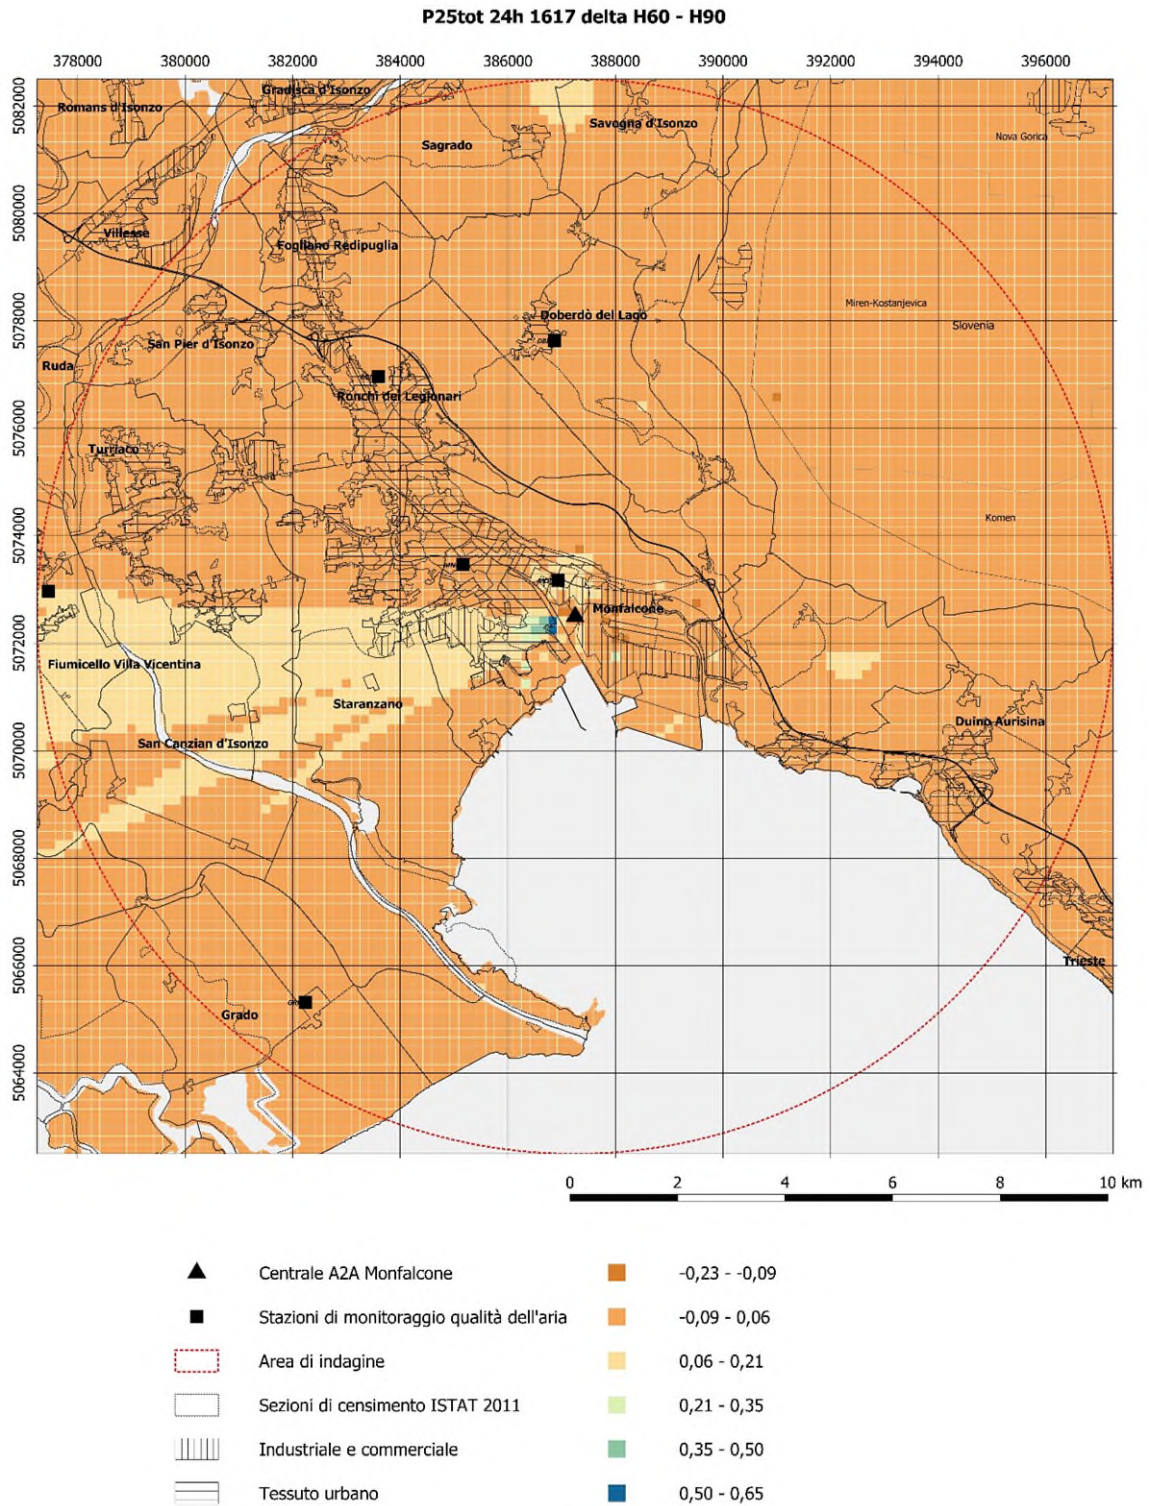 P25tot 24h 1617 delta H60 - H90
378000 380000 382000 384000 386000 388000 390000 392000 394000 396000
5082000
5080000
5078000
5076000
5074000
5072000
5070000
5068000
5066000
5064000
Gradisca d'Isonzo
Romans d'Isonzo
Savogna d'Isonzo
Nova Gorica
Sagrado
Villesse
Fogliano Redipuglia
Miren-Kostanjevica
Doberdò del Lago
Slovenia
San Pier d'Isonzo
Ruda
Ronchi dei Legionari
Turriaco
Komen
Monfalcone
Fiumicello Villa Vicentina
Staranzano
Duino Aurisina
San Canzian d'Isonzo
Trieste
Grado
0 2 4 6 8 10 km
Centrale A2A Monfalcone
Stazioni di monitoraggio qualità dell'aria
Area di indagine
Sezioni di censimento ISTAT 2011
Industriale e commerciale
Tessuto urbano
-0,23 - -0,09
-0,09 - 0,06
0,06 - 0,21
0,21 - 0,35
0,35 - 0,50
0,50 - 0,65